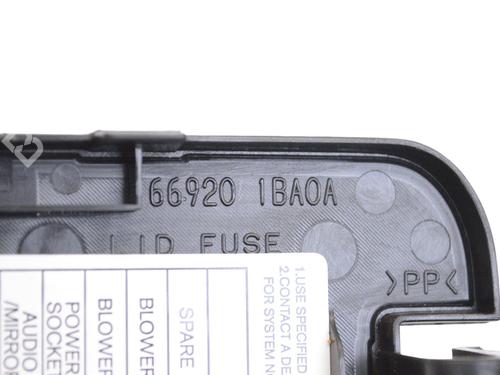 66920 1BA0A
LID FUSE
>PP<
1.USE SPECIFIED
2.CONTACT A DE
FOR SYSTEM N
SPARE
BLOWER
BLOWER
POWER
SOCKET
AUDIO
/MIRROR